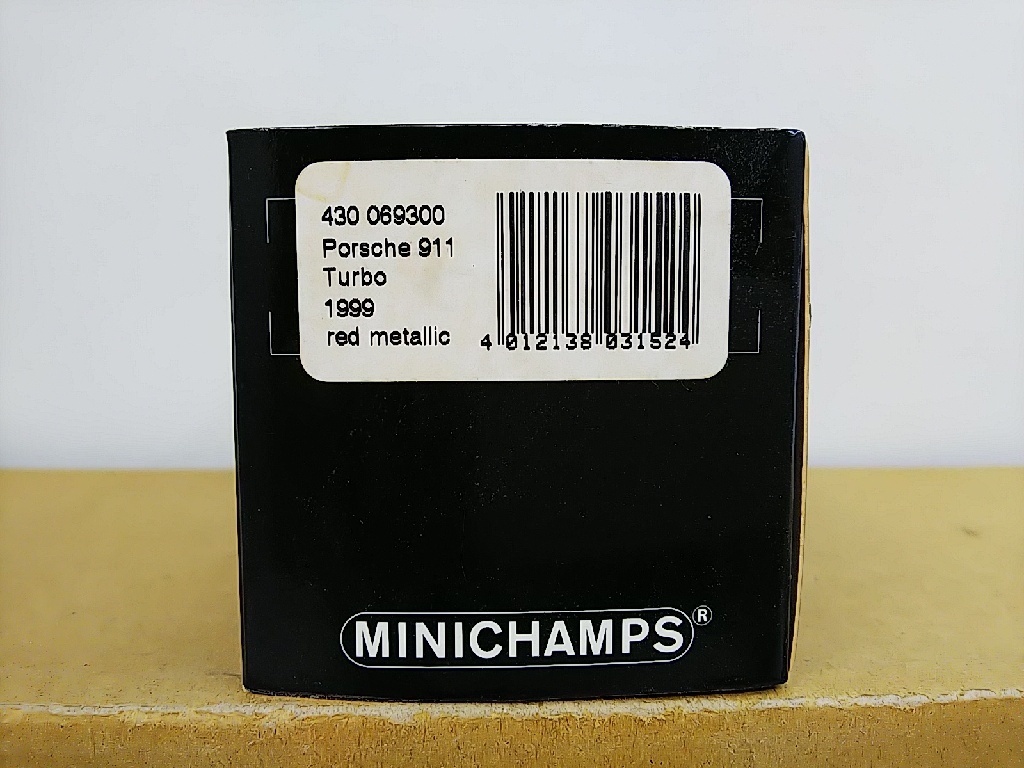 430 069300
Porsche 911
Turbo
1999
red metallic
4 012138 031524
MINICHAMPS®